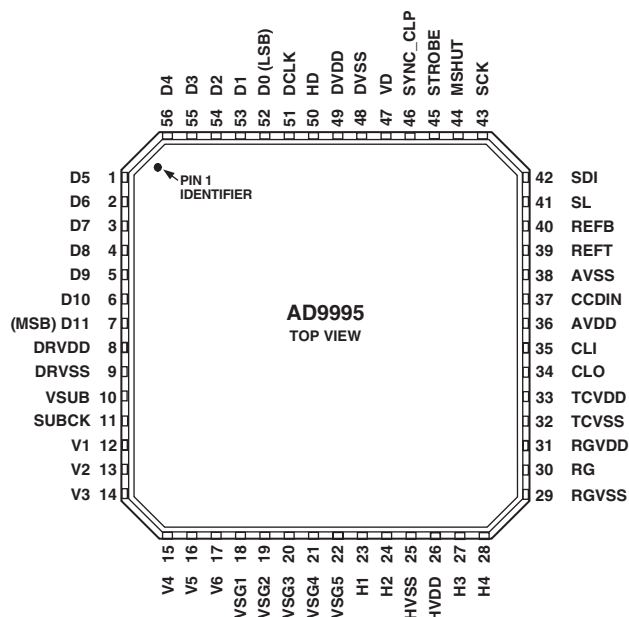 56 D4
55 D3
54 D2
53 D1
52 D0 (LSB)
51 DCLK
50 HD
49 DVDD
48 DVSS
47 VD
46 SYNC_CLP
45 STROBE
44 MSHUT
43 SCK
D5 1
D6 2
D7 3
D8 4
D9 5
D10 6
(MSB) D11 7
DRVDD 8
DRVSS 9
VSUB 10
SUBCK 11
V1 12
V2 13
V3 14
PIN 1
IDENTIFIER
AD9995
TOP VIEW
42 SDI
41 SL
40 REFB
39 REFT
38 AVSS
37 CCDIN
36 AVDD
35 CLI
34 CLO
33 TCVDD
32 TCVSS
31 RGVDD
30 RG
29 RGVSS
V4 15
V5 16
V6 17
VSG1 18
VSG2 19
VSG3 20
VSG4 21
VSG5 22
H1 23
H2 24
HVSS 25
HVDD 26
H3 27
H4 28